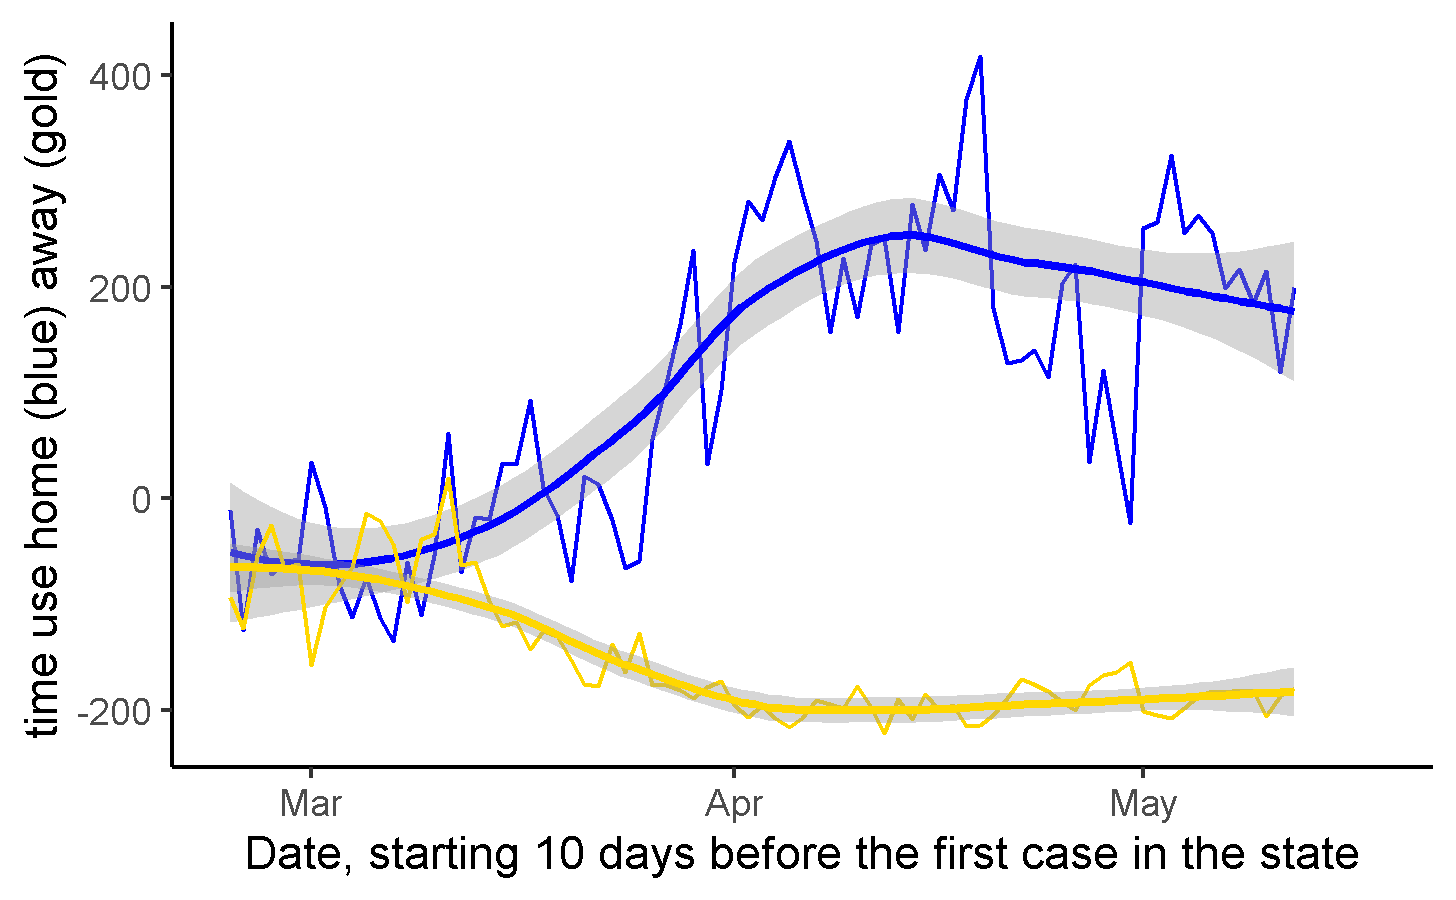 time use home (blue) away (gold)
400
200
0
-200
Mar Apr May
Date, starting 10 days before the first case in the state